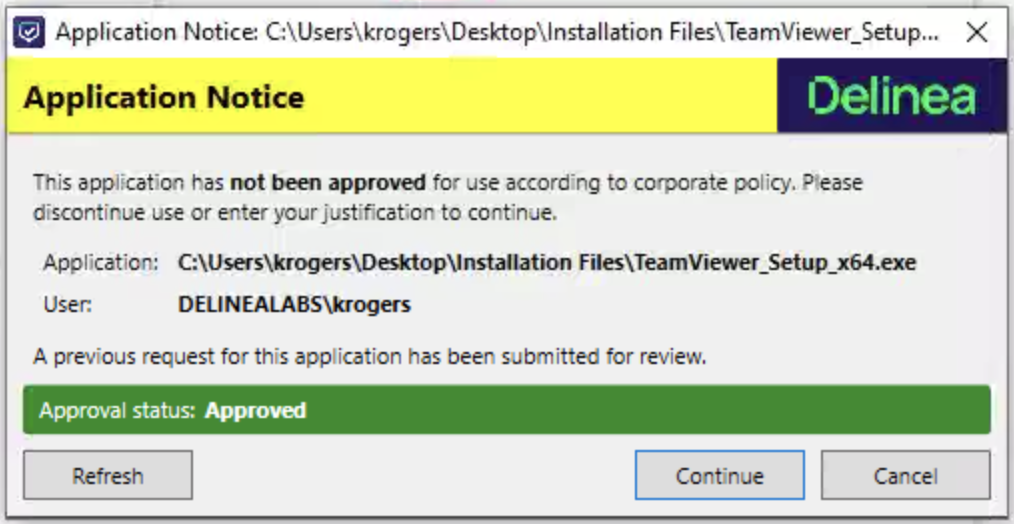 Application Notice: C:\Users\krogers\Desktop\Installation Files\TeamViewer_Setup...
Application Notice
Delinea
This application has not been approved for use according to corporate policy. Please
discontinue use or enter your justification to continue.
Application: C:\Users\krogers\Desktop\Installation Files\TeamViewer_Setup_x64.exe
User: DELINEALABS\krogers
A previous request for this application has been submitted for review.
Approval status: Approved
Refresh Continue Cancel